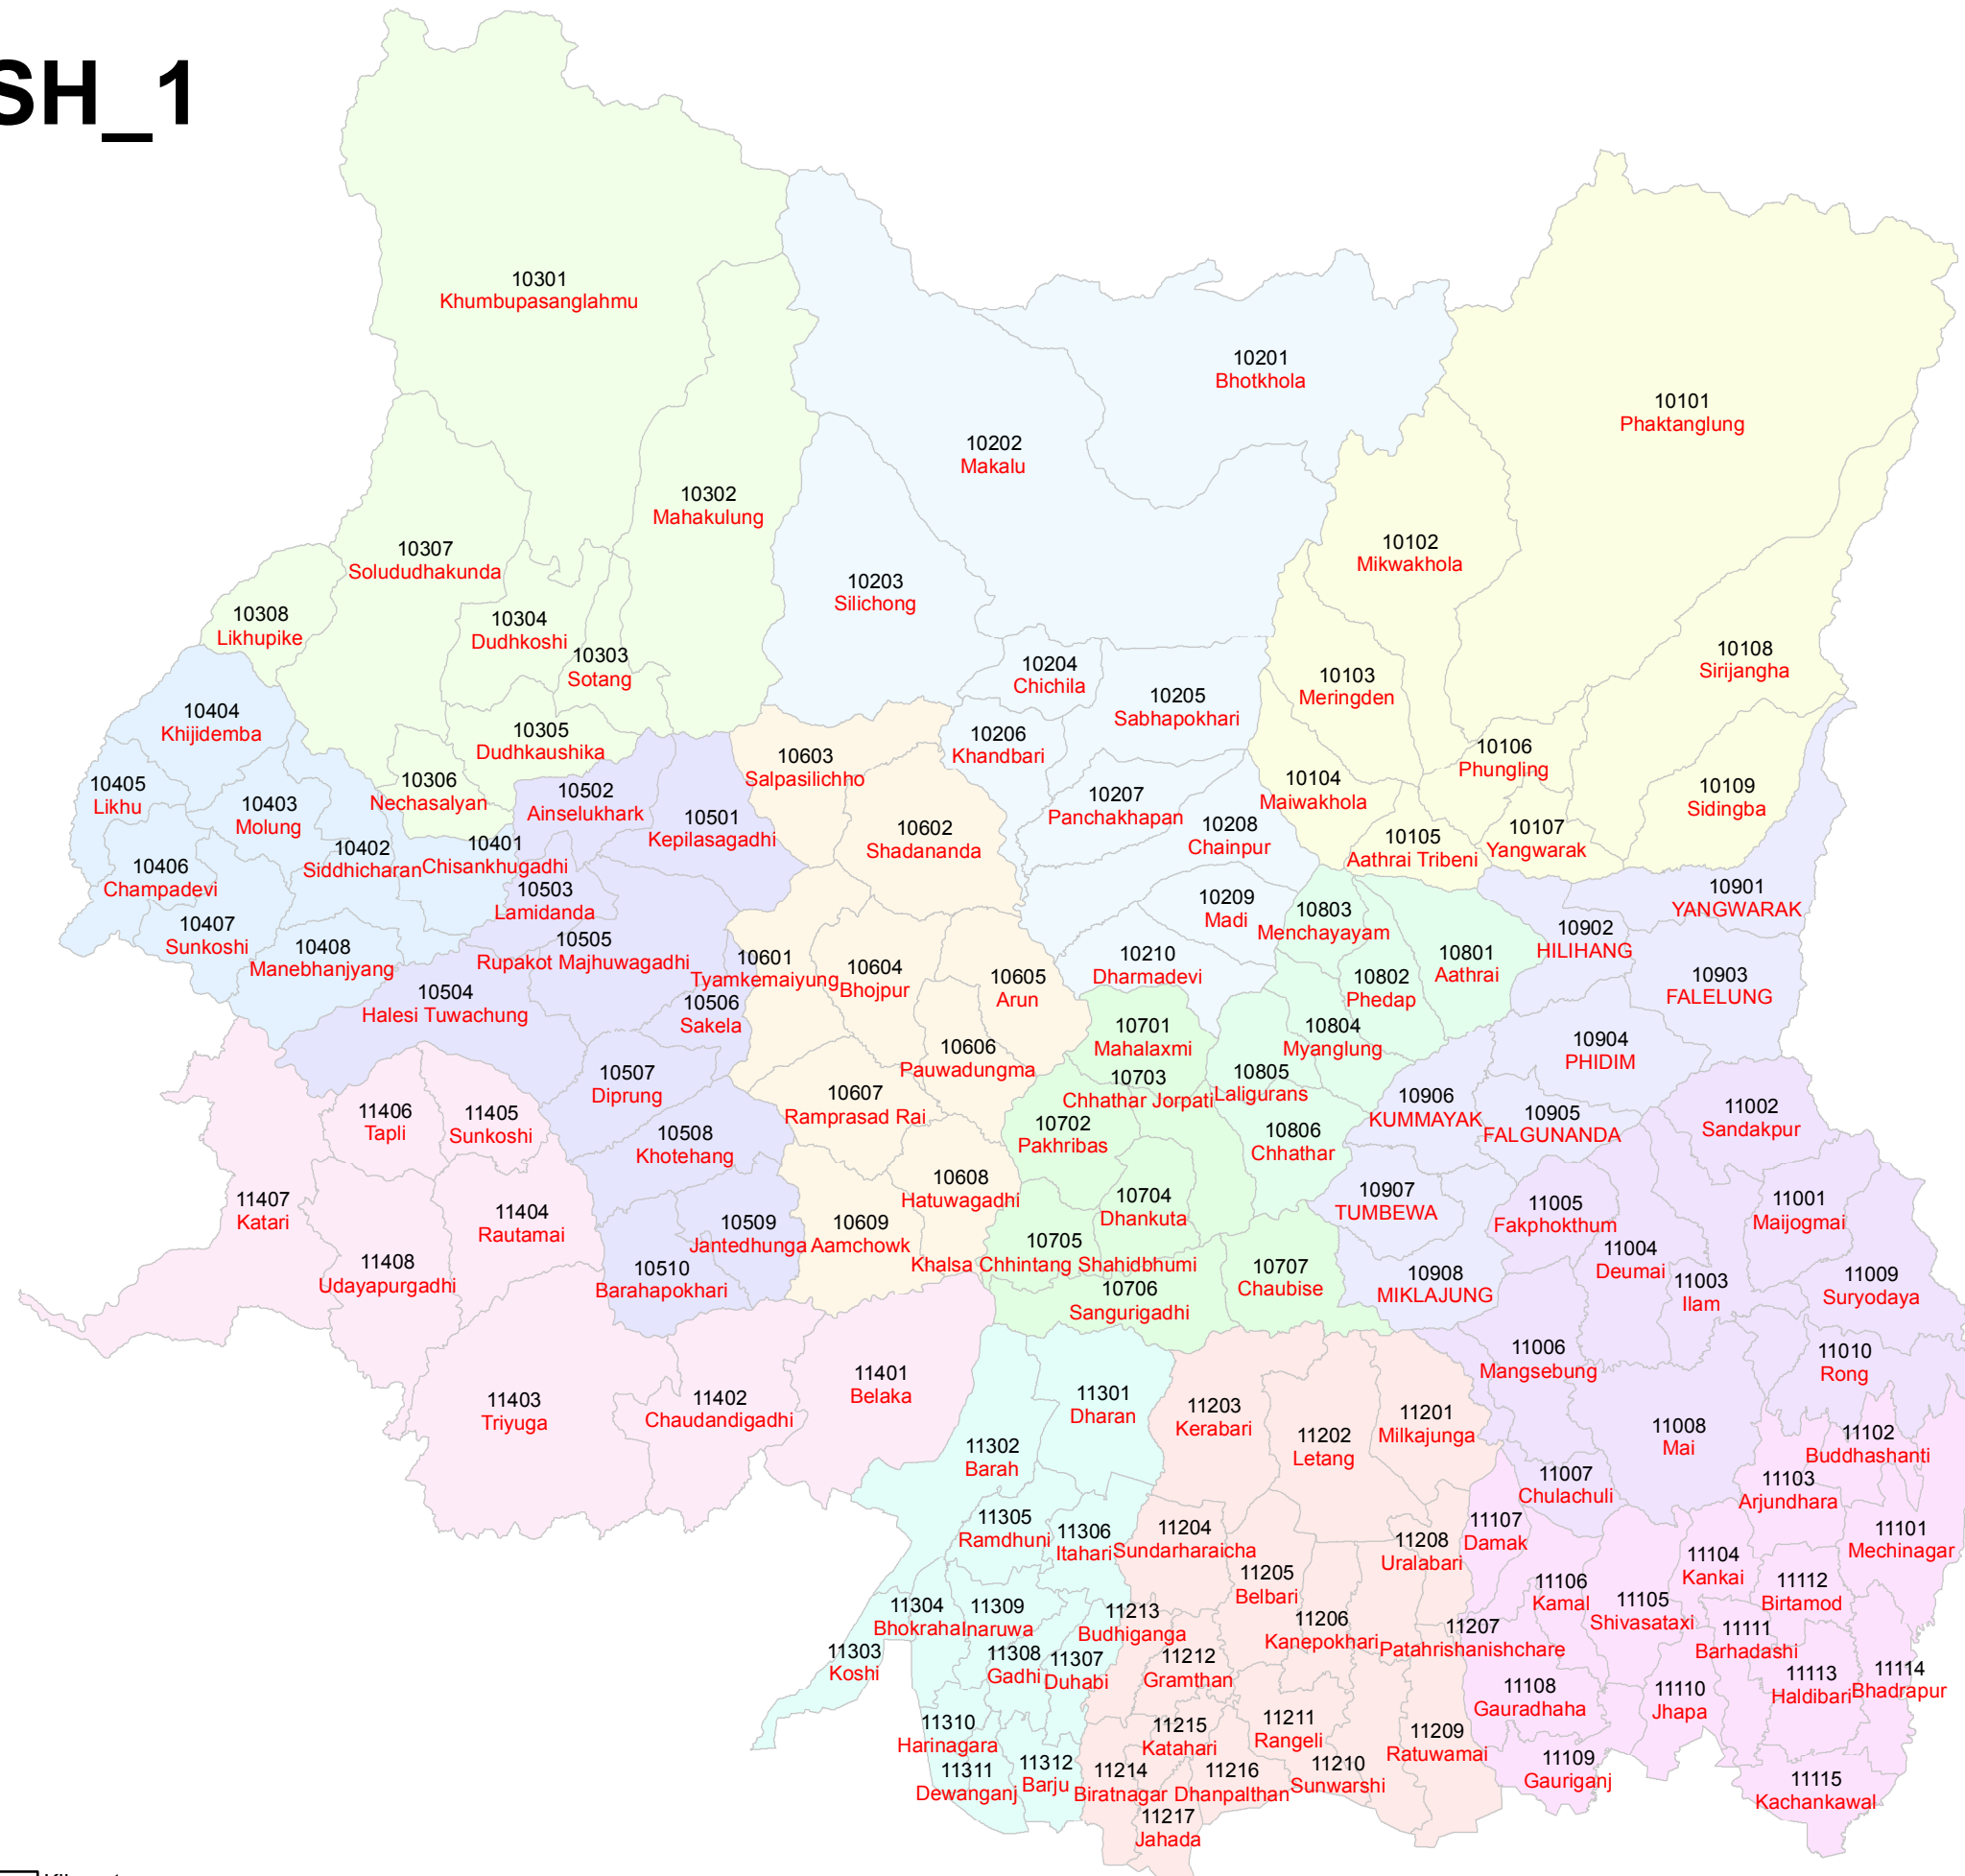 SH_1
10301
Khumbupasanglahmu
10201
Bhotkhola
10101
Phaktanglung
10202
Makalu
10302
Mahakulung
10307
Solududhakunda
10102
Mikwakhola
10203
Silichong
10308
Likhupike
10304
Dudhkoshi
10303
Sotang
10204
Chichila
10205
Sabhapokhari
10103
Meringden
10108
Sirijangha
10404
Khijidemba
10305
Dudhkaushika
10206
Khandbari
10603
Salpasilichho
10106
Phungling
10405
Likhu
10306
Nechasalyan
10403
Molung
10502
Ainselukhark
10501
Kepilasagadhi
10602
Shadananda
10207
Panchakhapan
10208
Chainpur
10104
Maiwakhola
10105
Aathrai Tribeni
10107
Yangwarak
10109
Sidingba
10406
Champadevi
10402
Siddhicharan
10401
Chisankhugadhi
10503
Lamidanda
10209
Madi
10803
Menchayayam
10901
YANGWARAK
10902
HILIHANG
10407
Sunkoshi
10408
Manebhanjyang
10505
Rupakot Majhuwagadhi
10601
Tyamkemaiyung
10604
Bhojpur
10605
Arun
10210
Dharmadevi
10802
Phedap
10801
Aathrai
10903
FALELUNG
10504
Halesi Tuwachung
10506
Sakela
10701
Mahalaxmi
10804
Myanglung
10904
PHIDIM
10606
Pauwadungma
10507
Diprung
10607
Ramprasad Rai
10703
Chhathar Jorpati
10805
Laligurans
10906
KUMMAYAK
10905
FALGUNANDA
11002
Sandakpur
11406
Tapli
11405
Sunkoshi
10508
Khotehang
10702
Pakhribas
10806
Chhathar
11407
Katari
11404
Rautamai
10608
Hatuwagadhi
10704
Dhankuta
10907
TUMBEWA
11005
Fakphokthum
11001
Maijogmai
11408
Udayapurgadhi
10509
Jantedhunga
10609
Aamchowk
10510
Barahapokhari
10705
Khalsa Chhintang Shahidbhumi
10706
Sangurigadhi
10707
Chaubise
10908
MIKLAJUNG
11004
Deumai
11003
Ilam
11009
Suryodaya
11403
Triyuga
11402
Chaudandigadhi
11401
Belaka
11301
Dharan
11203
Kerabari
11202
Letang
11201
Milkajunga
11006
Mangsebung
11010
Rong
11008
Mai
11102
Buddhashanti
11302
Barah
11007
Chulachuli
11103
Arjundhara
11305
Ramdhuni
11306
Itahari
11204
Sundarharaicha
11208
Uralabari
11107
Damak
11101
Mechinagar
11205
Belbari
11104
Kankai
11106
Kamal
11105
Shivasataxi
11112
Birtamod
11304
Bhokraha
11309
Inaruwa
11213
Budhiganga
11206
Kanepokhari
11207
Patahrishanishchare
11111
Barhadashi
11303
Koshi
11308
Gadhi
11307
Duhabi
11212
Gramthan
11108
Gauradhaha
11110
Jhapa
11113
Haldibari
11114
Bhadrapur
11310
Harinagara
11215
Katahari
11211
Rangeli
11209
Ratuwamai
11311
Dewanganj
11312
Barju
11214
Biratnagar
11216
Dhanpalthan
11210
Sunwarshi
11109
Gauriganj
11115
Kachankawal
11217
Jahada